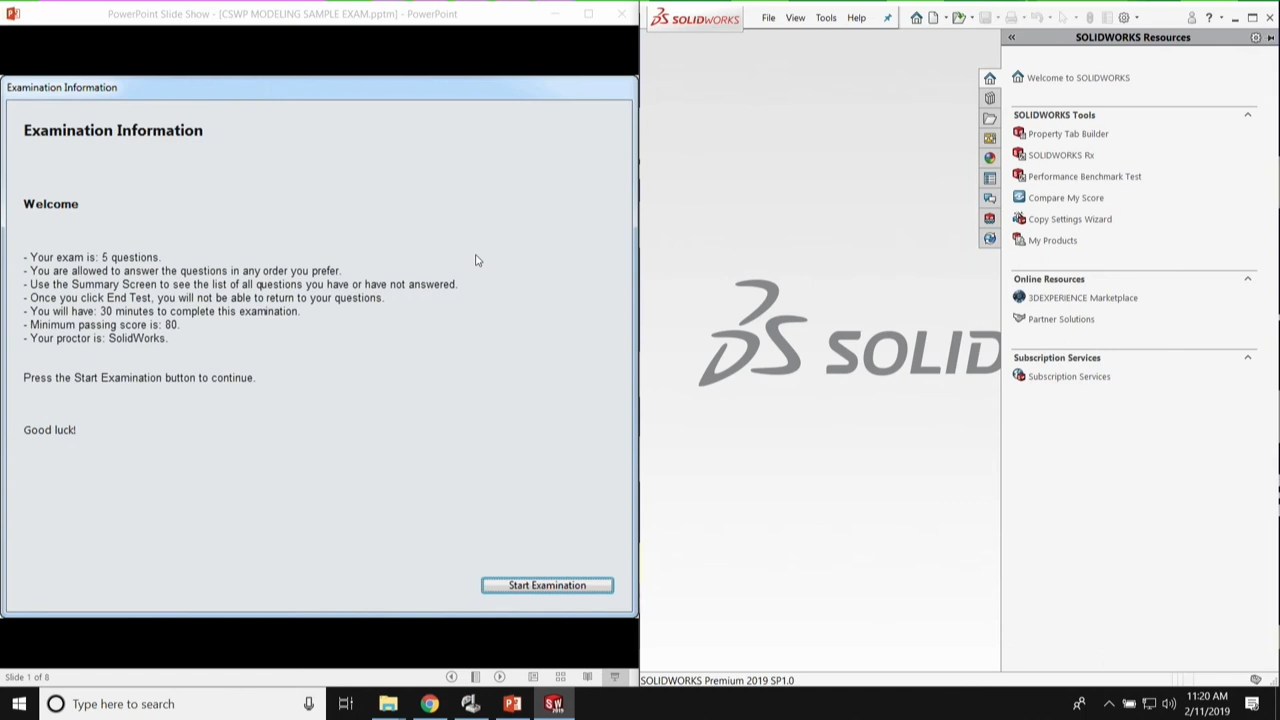 PowerPoint Slide Show - [CSWP MODELING SAMPLE EXAM.pptm] - PowerPoint
Examination Information
Examination Information
Welcome
- Your exam is: 5 questions.
- You are allowed to answer the questions in any order you prefer.
- Use the Summary Screen to see the list of all questions you have or have not answered.
- Once you click End Test, you will not be able to return to your questions.
- You will have: 30 minutes to complete this examination.
- Minimum passing score is: 80.
- Your proctor is: SolidWorks.
Press the Start Examination button to continue.
Good luck!
Start Examination
Slide 1 of 8
SOLIDWORKS
File View Tools Help
?
SOLIDWORKS Resources
Welcome to SOLIDWORKS
SOLIDWORKS Tools
Property Tab Builder
SOLIDWORKS Rx
Performance Benchmark Test
Compare My Score
Copy Settings Wizard
My Products
Online Resources
3DEXPERIENCE Marketplace
Partner Solutions
Subscription Services
Subscription Services
SOLID
SOLIDWORKS Premium 2019 SP1.0
Type here to search
SW
2019
11:20 AM
2/11/2019